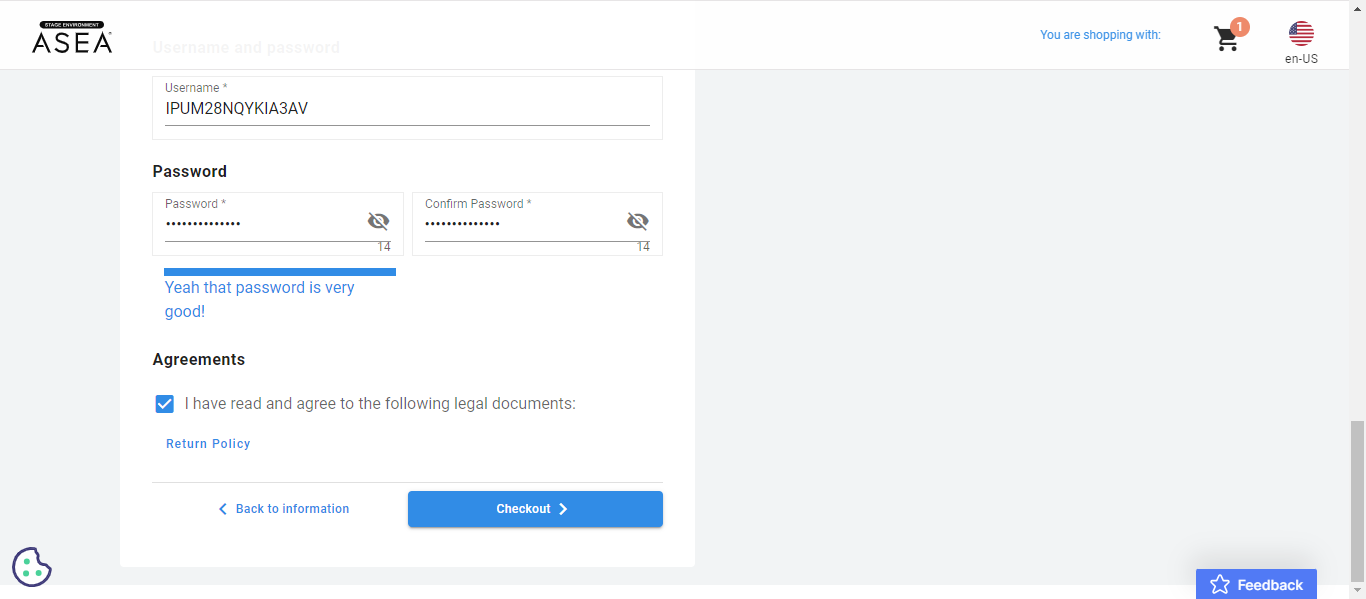 STAGE ENVIRONMENT
ASEA
You are shopping with:
1
en-US
Username and password
Username *
IPUM28NQYKIA3AV
Password
Password *
••••••••••••••
14
Confirm Password *
••••••••••••••
14
Yeah that password is very
good!
Agreements
I have read and agree to the following legal documents:
Return Policy
Back to information
Checkout
Feedback